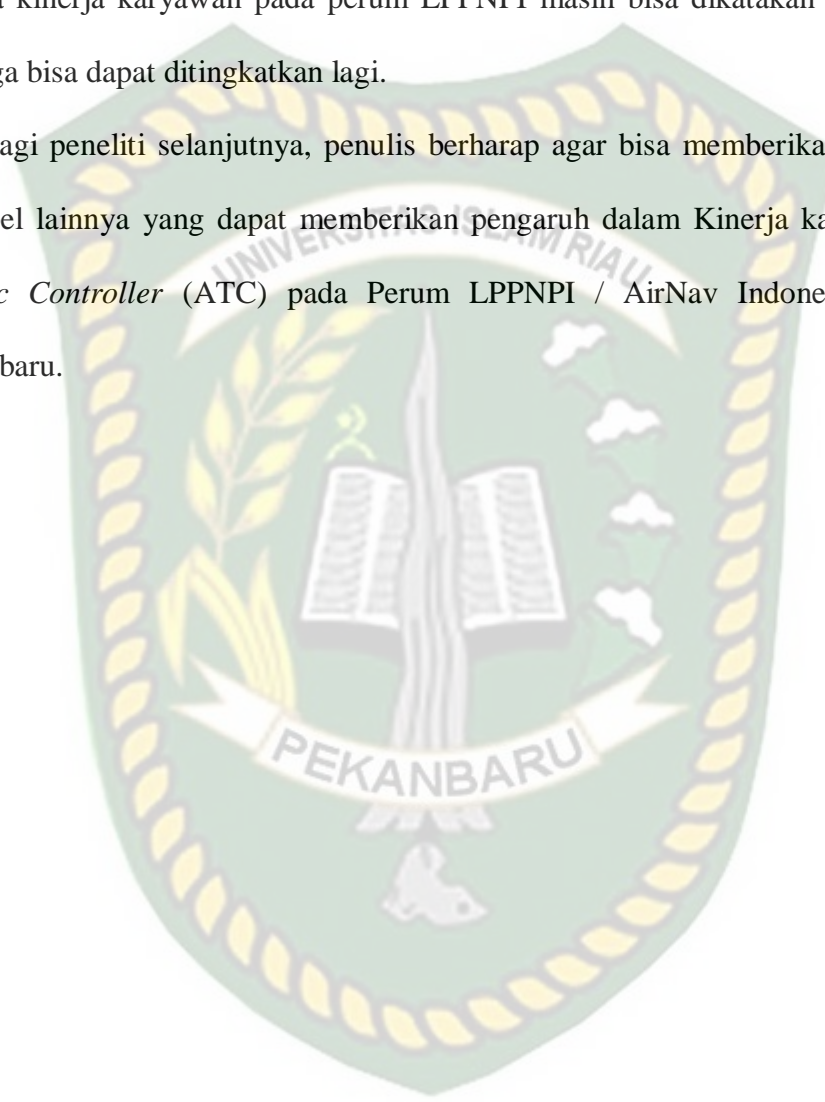 kinerja karyawan pada perum LPPNPI masih bisa dikatakan
ga bisa dapat ditingkatkan lagi.
agi peneliti selanjutnya, penulis berharap agar bisa memberika
el lainnya yang dapat memberikan pengaruh dalam Kinerja ka
UNIVERSITAS ISLAM RIAU
c Controller (ATC) pada Perum LPPNPI / AirNav Indone
baru.
PEKANBARU